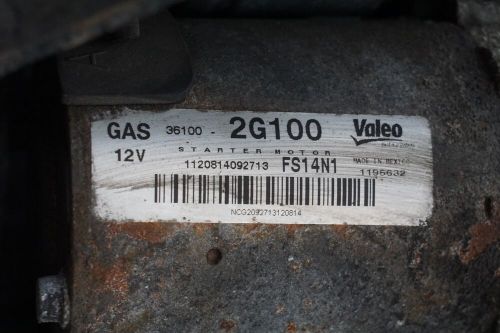 GAS 36100 - 2G100 Valeo
12V STARTER MOTOR MADE IN MEXICO
1120814092713 FS14N1 1195632
NCG2092713120814